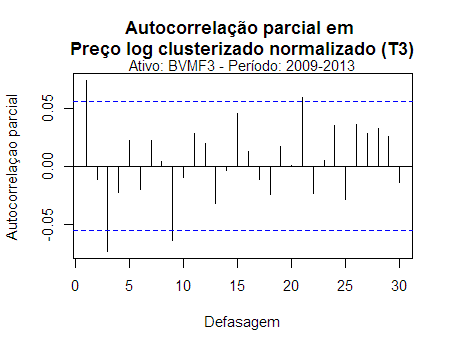 Autocorrelação parcial em
Preço log clusterizado normalizado (T3)
Ativo: BVMF3 - Período: 2009-2013
Autocorrelaçao parcial
0.05
0.00
-0.05
0 5 10 15 20 25 30
Defasagem